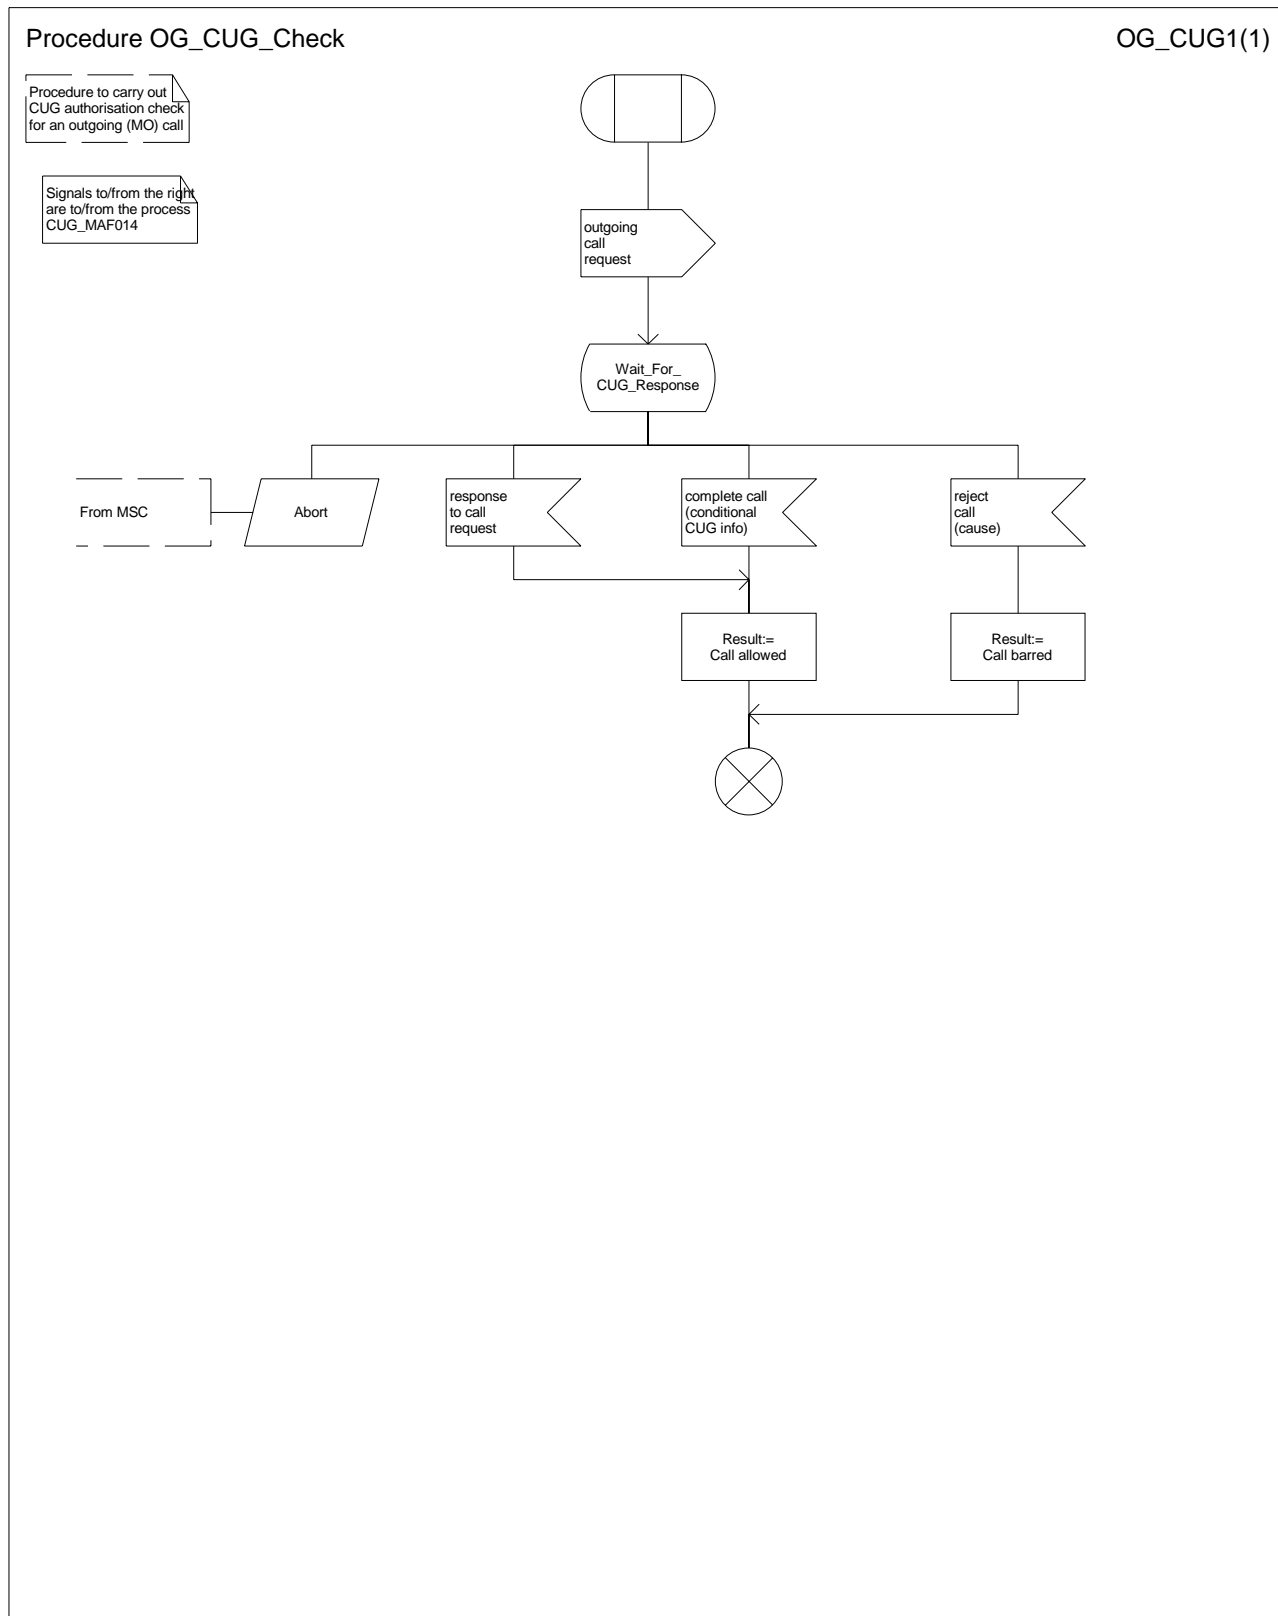 Procedure OG_CUG_Check
OG_CUG1(1)
Procedure to carry out
CUG authorisation check
for an outgoing (MO) call
Signals to/from the right
are to/from the process
CUG_MAF014
outgoing
call
request
Wait_For_
CUG_Response
From MSC
Abort
response
to call
request
complete call
(conditional
CUG info)
reject
call
(cause)
Result:=
Call allowed
Result:=
Call barred